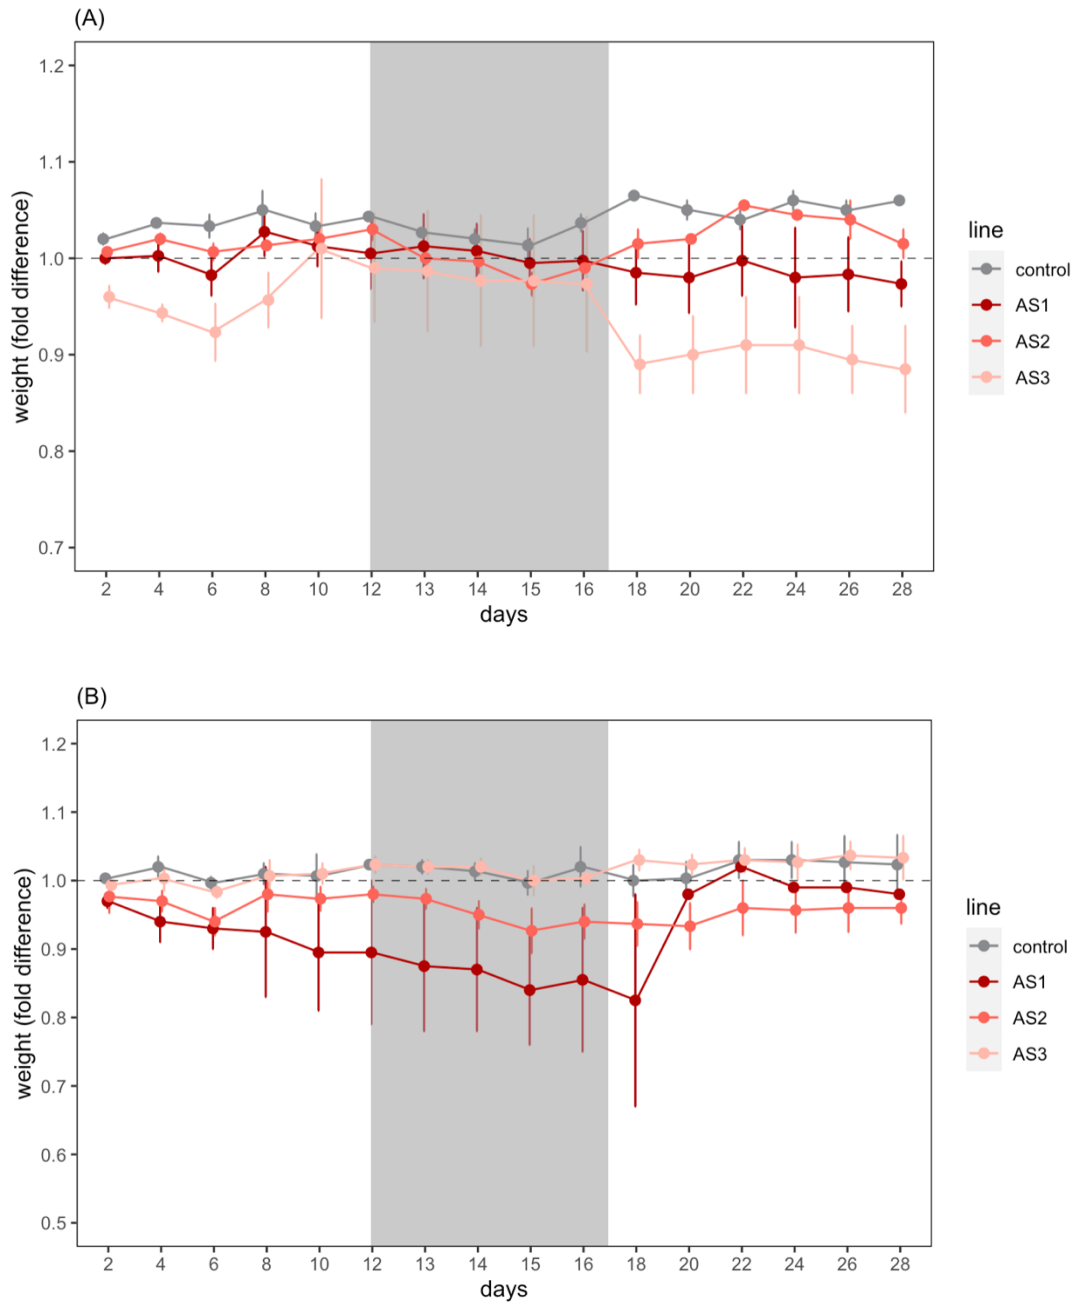 (A)
weight (fold difference)
1.2
1.1
1.0
0.9
0.8
0.7
2 4 6 8 10 12 13 14 15 16 18 20 22 24 26 28
days
line
control
AS1
AS2
AS3
(B)
weight (fold difference)
1.2
1.1
1.0
0.9
0.8
0.7
0.6
0.5
2 4 6 8 10 12 13 14 15 16 18 20 22 24 26 28
days
line
control
AS1
AS2
AS3